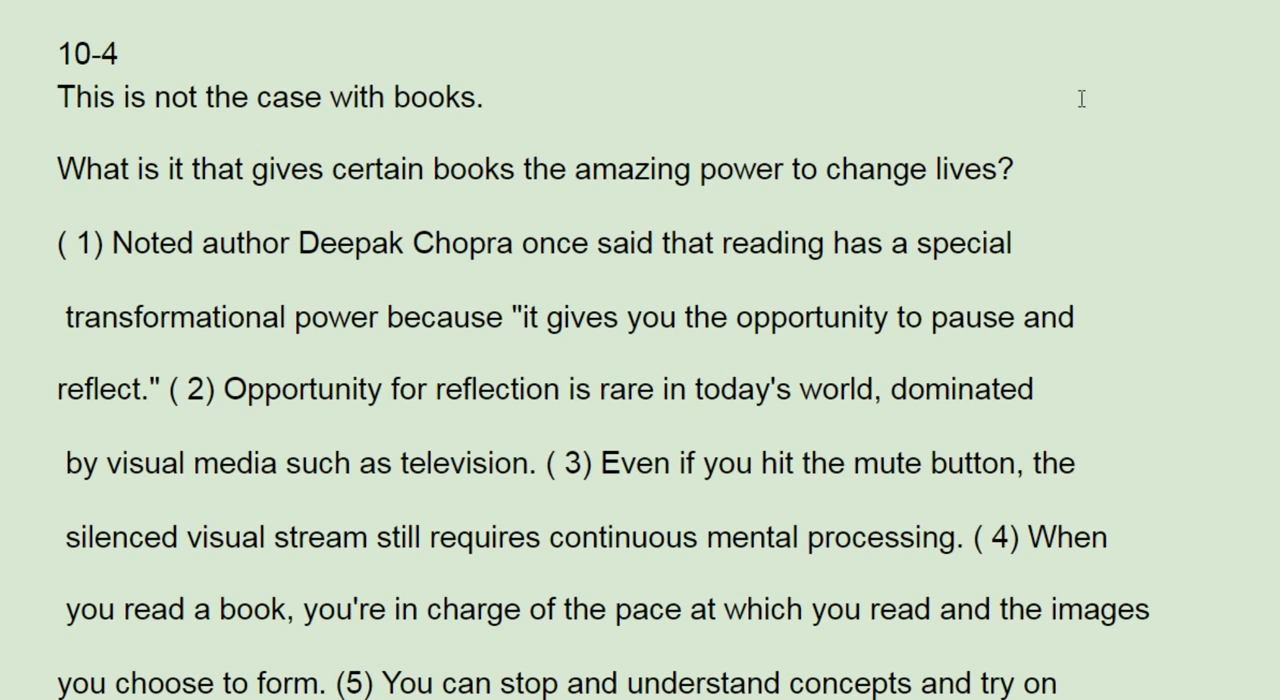 10-4
This is not the case with books.
What is it that gives certain books the amazing power to change lives?
( 1) Noted author Deepak Chopra once said that reading has a special
transformational power because "it gives you the opportunity to pause and
reflect." ( 2) Opportunity for reflection is rare in today's world, dominated
by visual media such as television. ( 3) Even if you hit the mute button, the
silenced visual stream still requires continuous mental processing. ( 4) When
you read a book, you're in charge of the pace at which you read and the images
you choose to form. (5) You can stop and understand concepts and try on